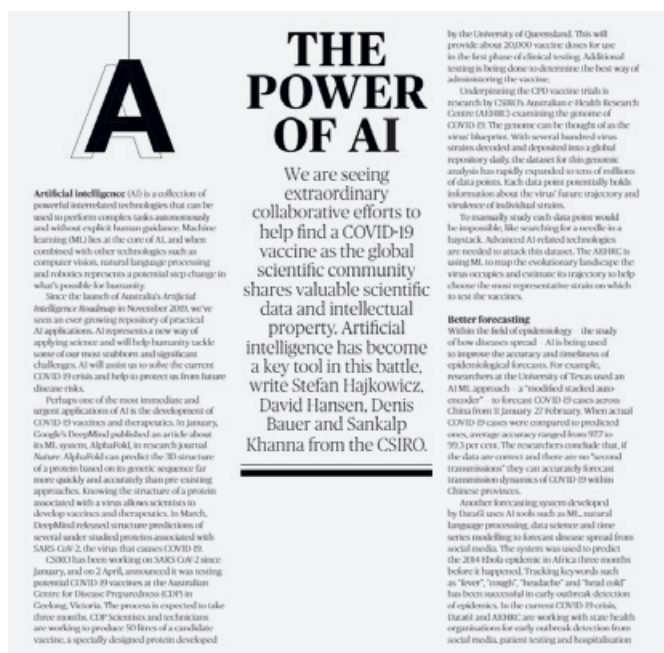 A
Artificial intelligence (AI) is a collection of
powerful interrelated technologies that can be
used to perform complex tasks autonomously
and without explicit human guidance. Machine
learning (ML) lies at the core of AI, and when
combined with other technologies such as
computer vision, natural language processing
and robotics represents a potential step change in
what's possible for humanity.
Since the launch of Australia's Artificial
Intelligence Roadmap in November 2019, we've
seen an ever growing repository of practical
AI applications. AI represents a new way of
applying science and will help humanity tackle
some of our most stubborn and significant
challenges. AI will assist us to solve the current
COVID-19 crisis and help to protect us from future
disease risks.
Perhaps one of the most immediate and
urgent applications of AI is the development of
COVID-19 vaccines and therapeutics. In January,
Google's DeepMind published an article about
its ML system, AlphaFold, in research journal
Nature. AlphaFold can predict the 3D structure
of a protein based on its genetic sequence far
more quickly and accurately than pre-existing
approaches. Knowing the structure of a protein
associated with a virus allows scientists to
develop vaccines and therapeutics. In March,
DeepMind released structure predictions of
several under-studied proteins associated with
SARS-CoV-2, the virus that causes COVID-19.
CSIRO has been working on SARS-CoV-2 since
January, and on 2 April, announced it was testing
potential COVID-19 vaccines at the Australian
Centre for Disease Preparedness (CDP) in
Geelong, Victoria. The process is expected to take
three months. CDP Scientists and technicians
are working to produce 50 litres of a candidate
vaccine, a specially designed protein developed
THE
POWER
OF AI
We are seeing
extraordinary
collaborative efforts to
help find a COVID-19
vaccine as the global
scientific community
shares valuable scientific
data and intellectual
property. Artificial
intelligence has become
a key tool in this battle,
write Stefan Hajkowicz,
David Hansen, Denis
Bauer and Sankalp
Khanna from the CSIRO.
by the University of Queensland. This will
provide about 20,000 vaccine doses for use
in the first phase of clinical testing. Additional
testing is being done to determine the best way of
administering the vaccine.
Underpinning the CPD vaccine trials is
research by CSIRO's Australian e-Health Research
Centre (AEHRC) examining the genome of
COVID-19. The genome can be thought of as the
virus' blueprint. With several hundred virus
strains decoded and deposited into a global
repository daily, the dataset for this genomic
analysis has rapidly expanded to tens of millions
of data points. Each data point potentially holds
information about the virus' future trajectory and
virulence of individual strains.
To manually study each data point would
be impossible, like searching for a needle in a
haystack. Advanced AI-related technologies
are needed to attack this dataset. The AEHRC is
using ML to map the evolutionary landscape the
virus occupies and estimate its trajectory to help
choose the most representative strain on which
to test the vaccines.
Better forecasting
Within the field of epidemiology – the study
of how diseases spread – AI is being used
to improve the accuracy and timeliness of
epidemiological forecasts. For example,
researchers at the University of Texas used an
AI/ML approach – a "modified stacked auto-
encoder" – to forecast COVID-19 cases across
China from 11 January-27 February. When actual
COVID-19 cases were compared to predicted
ones, average accuracy ranged from 97.7 to
99.3 per cent. The researchers conclude that, if
the data are correct and there are no "second
transmissions" they can accurately forecast
transmission dynamics of COVID-19 within
Chinese provinces.
Another forecasting system developed
by Data61 uses AI tools such as ML, natural
language processing, data science and time
series modelling to forecast disease spread from
social media. The system was used to predict
the 2014 Ebola epidemic in Africa three months
before it happened. Tracking keywords such
as "fever", "cough", "headache" and "head cold"
has been successful in early outbreak detection
of epidemics. In the current COVID-19 crisis,
Data61 and AEHRC are working with state health
organisations for early outbreak detection from
social media, patient testing and hospitalisation